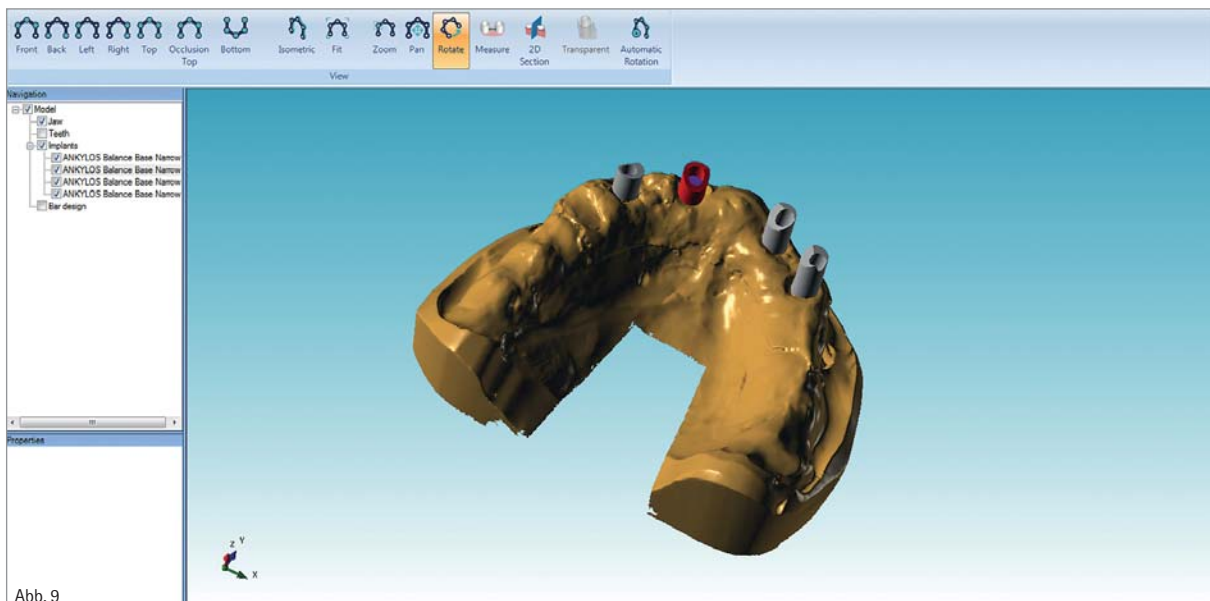 Front Back Left Right Top Occlusion Top Bottom Isometric Fit Zoom Pan Rotate Measure 2D Section Transparent Automatic Rotation
View
Navigation
Model
Jaw
Teeth
Implants
ANKYLOS Balance Base Narrow
ANKYLOS Balance Base Narrow
ANKYLOS Balance Base Narrow
ANKYLOS Balance Base Narrow
Bar design
Properties
Z Y
X
Abb. 9